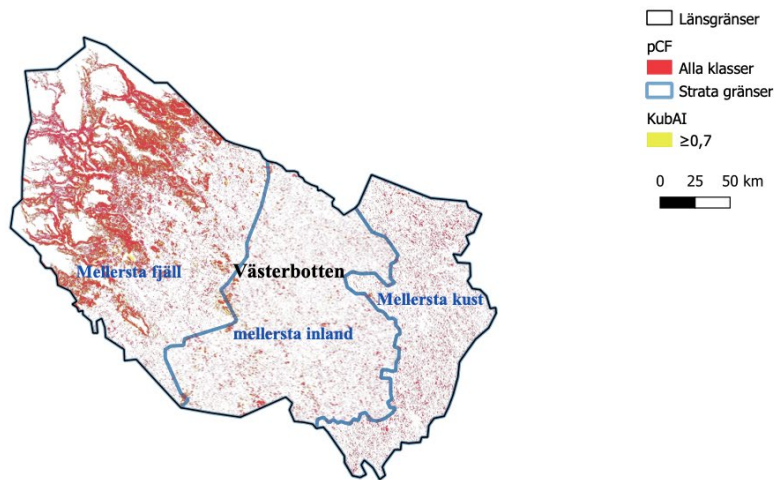 Länsgränser
pCF
Alla klasser
Strata gränser
KubAI
≥0,7
0 25 50 km
Mellersta fjäll
Västerbotten
Mellersta kust
mellersta inland